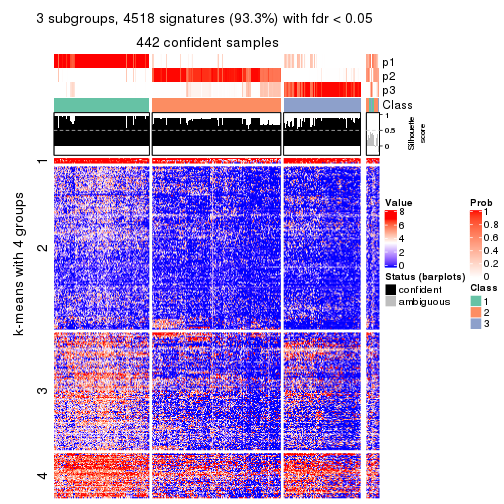 3 subgroups, 4518 signatures (93.3%) with fdr < 0.05
442 confident samples
p1
p2
p3
Class
1
0.5
0
Silhouette
score
k-means with 4 groups
1
2
3
4
Value
8
6
4
2
0
Status (barplots)
confident
ambiguous
Prob
1
0.8
0.6
0.4
0.2
0
Class
1
2
3